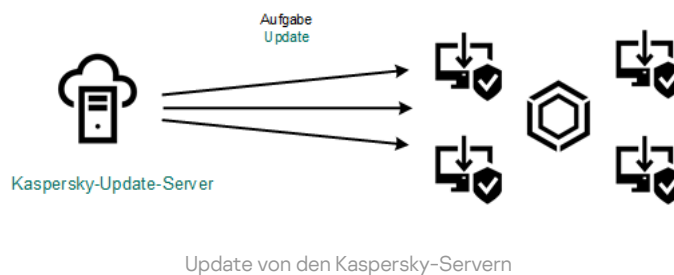 Aufgabe
Update
Kaspersky-Update-Server
Update von den Kaspersky-Servern